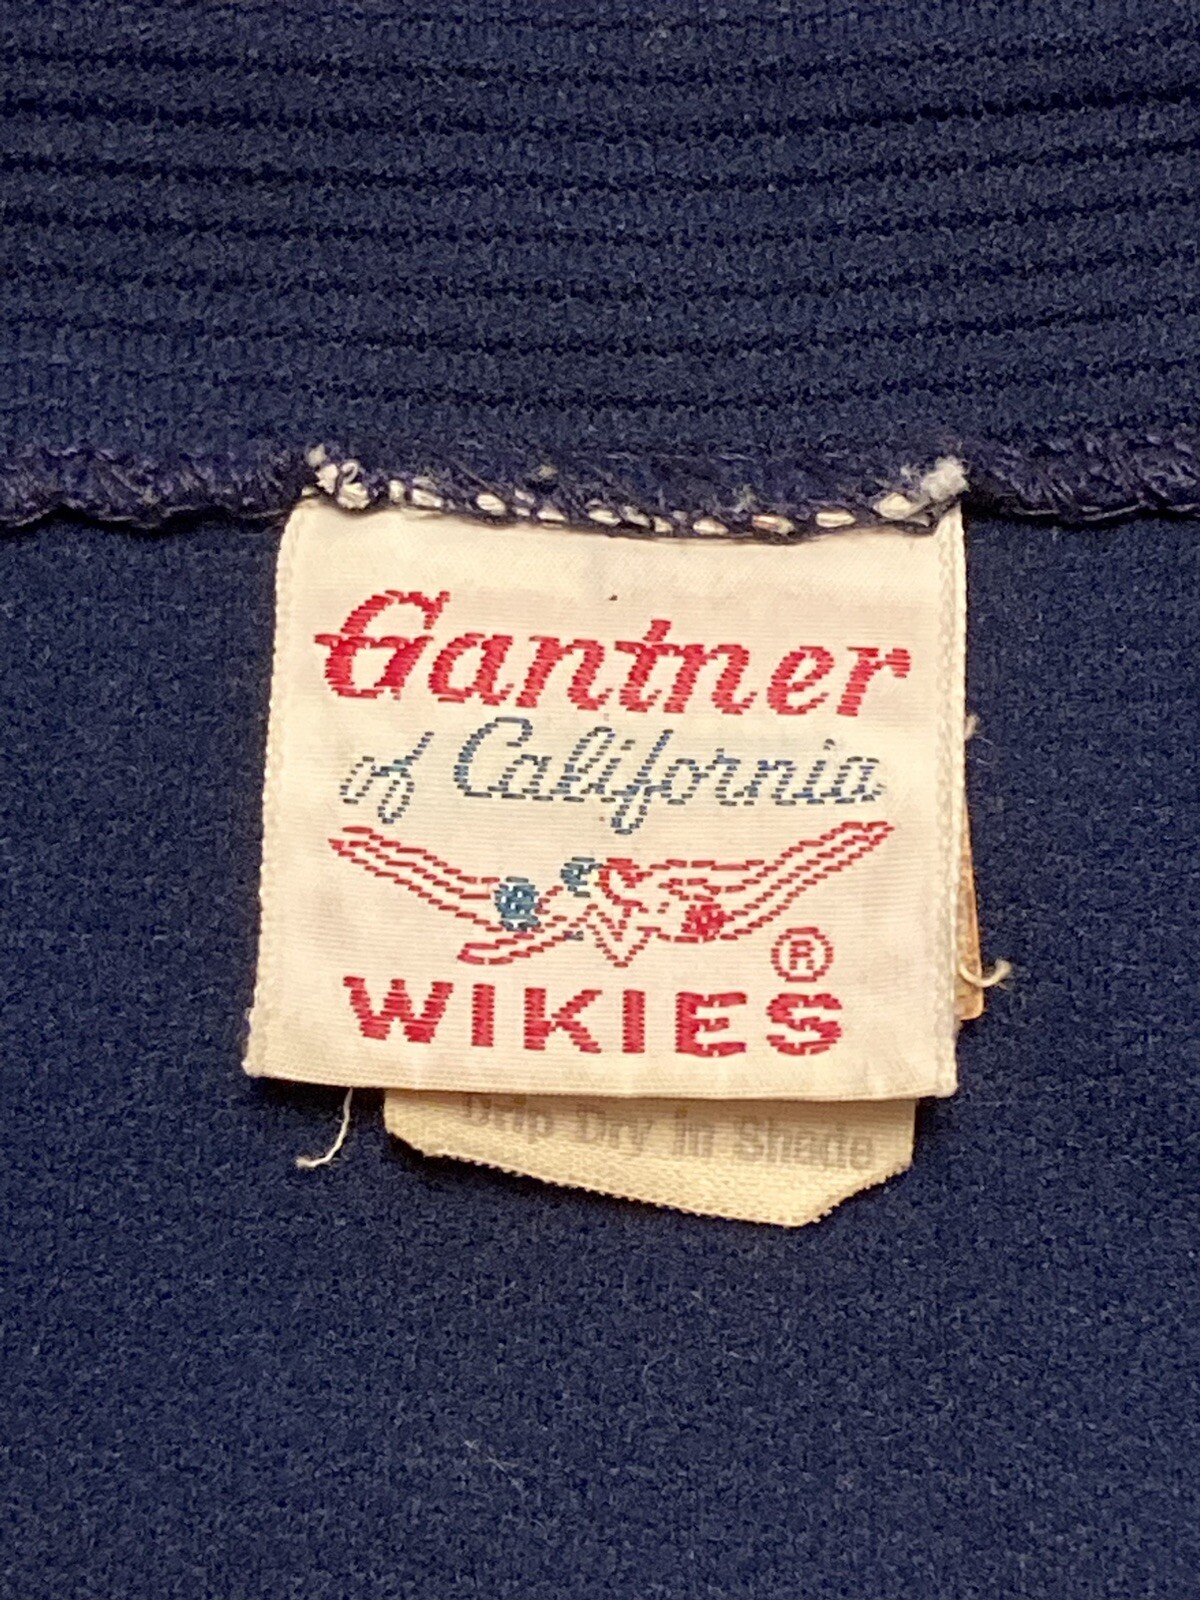 Gantner
of California
®
WIKIES
Drip Dry in Shade